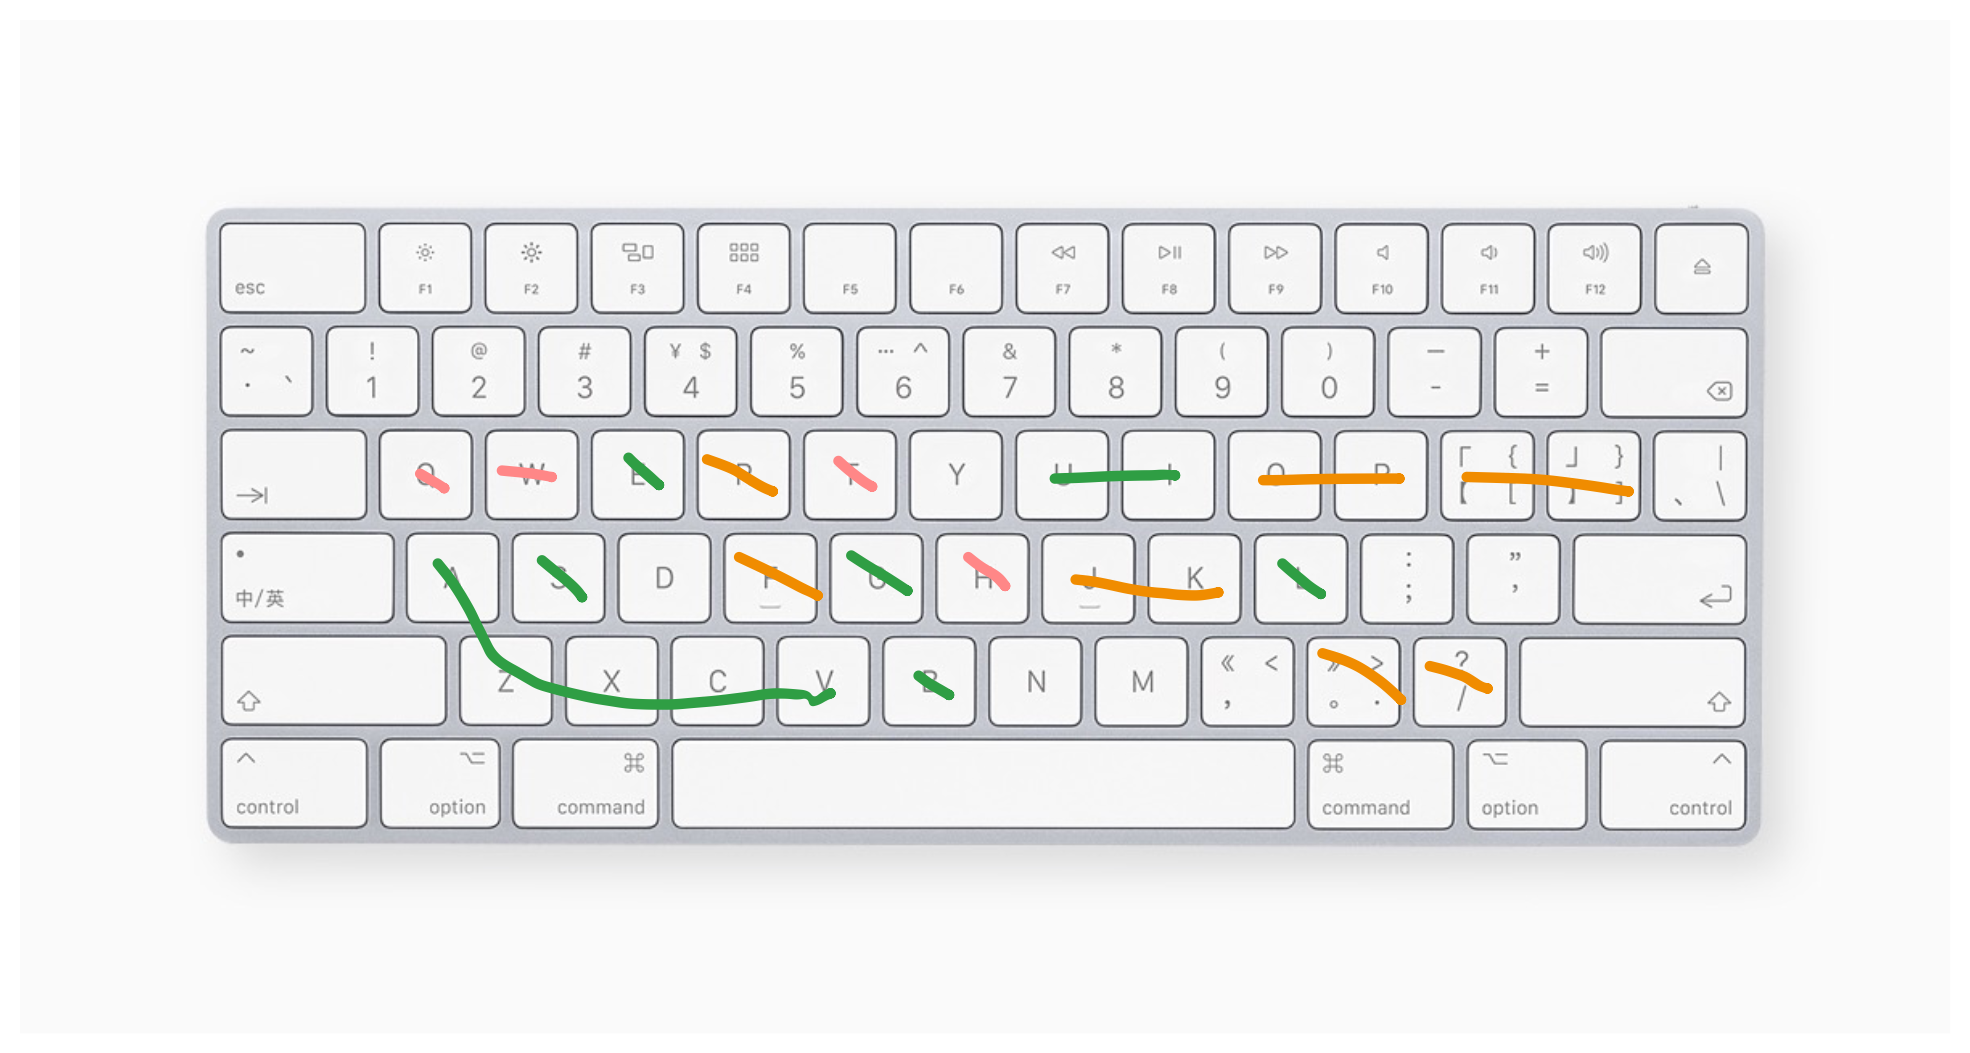 esc F1 F2 F3 F4 F5 F6 F7 F8 F9 F10 F11 F12
~ · ` ! 1 @ 2 # 3 ¥ $ 4 % 5 … ^ 6 & 7 * 8 ( 9 ) 0 — - + =
Q W E R T Y U I O P 「 { 【 [ 」 } 】 ] | 、 \
中/英 A S D F G H J K L : ; ” ’
Z X C V B N M 《 < , 》 > 。 . ? /
control option command command option control